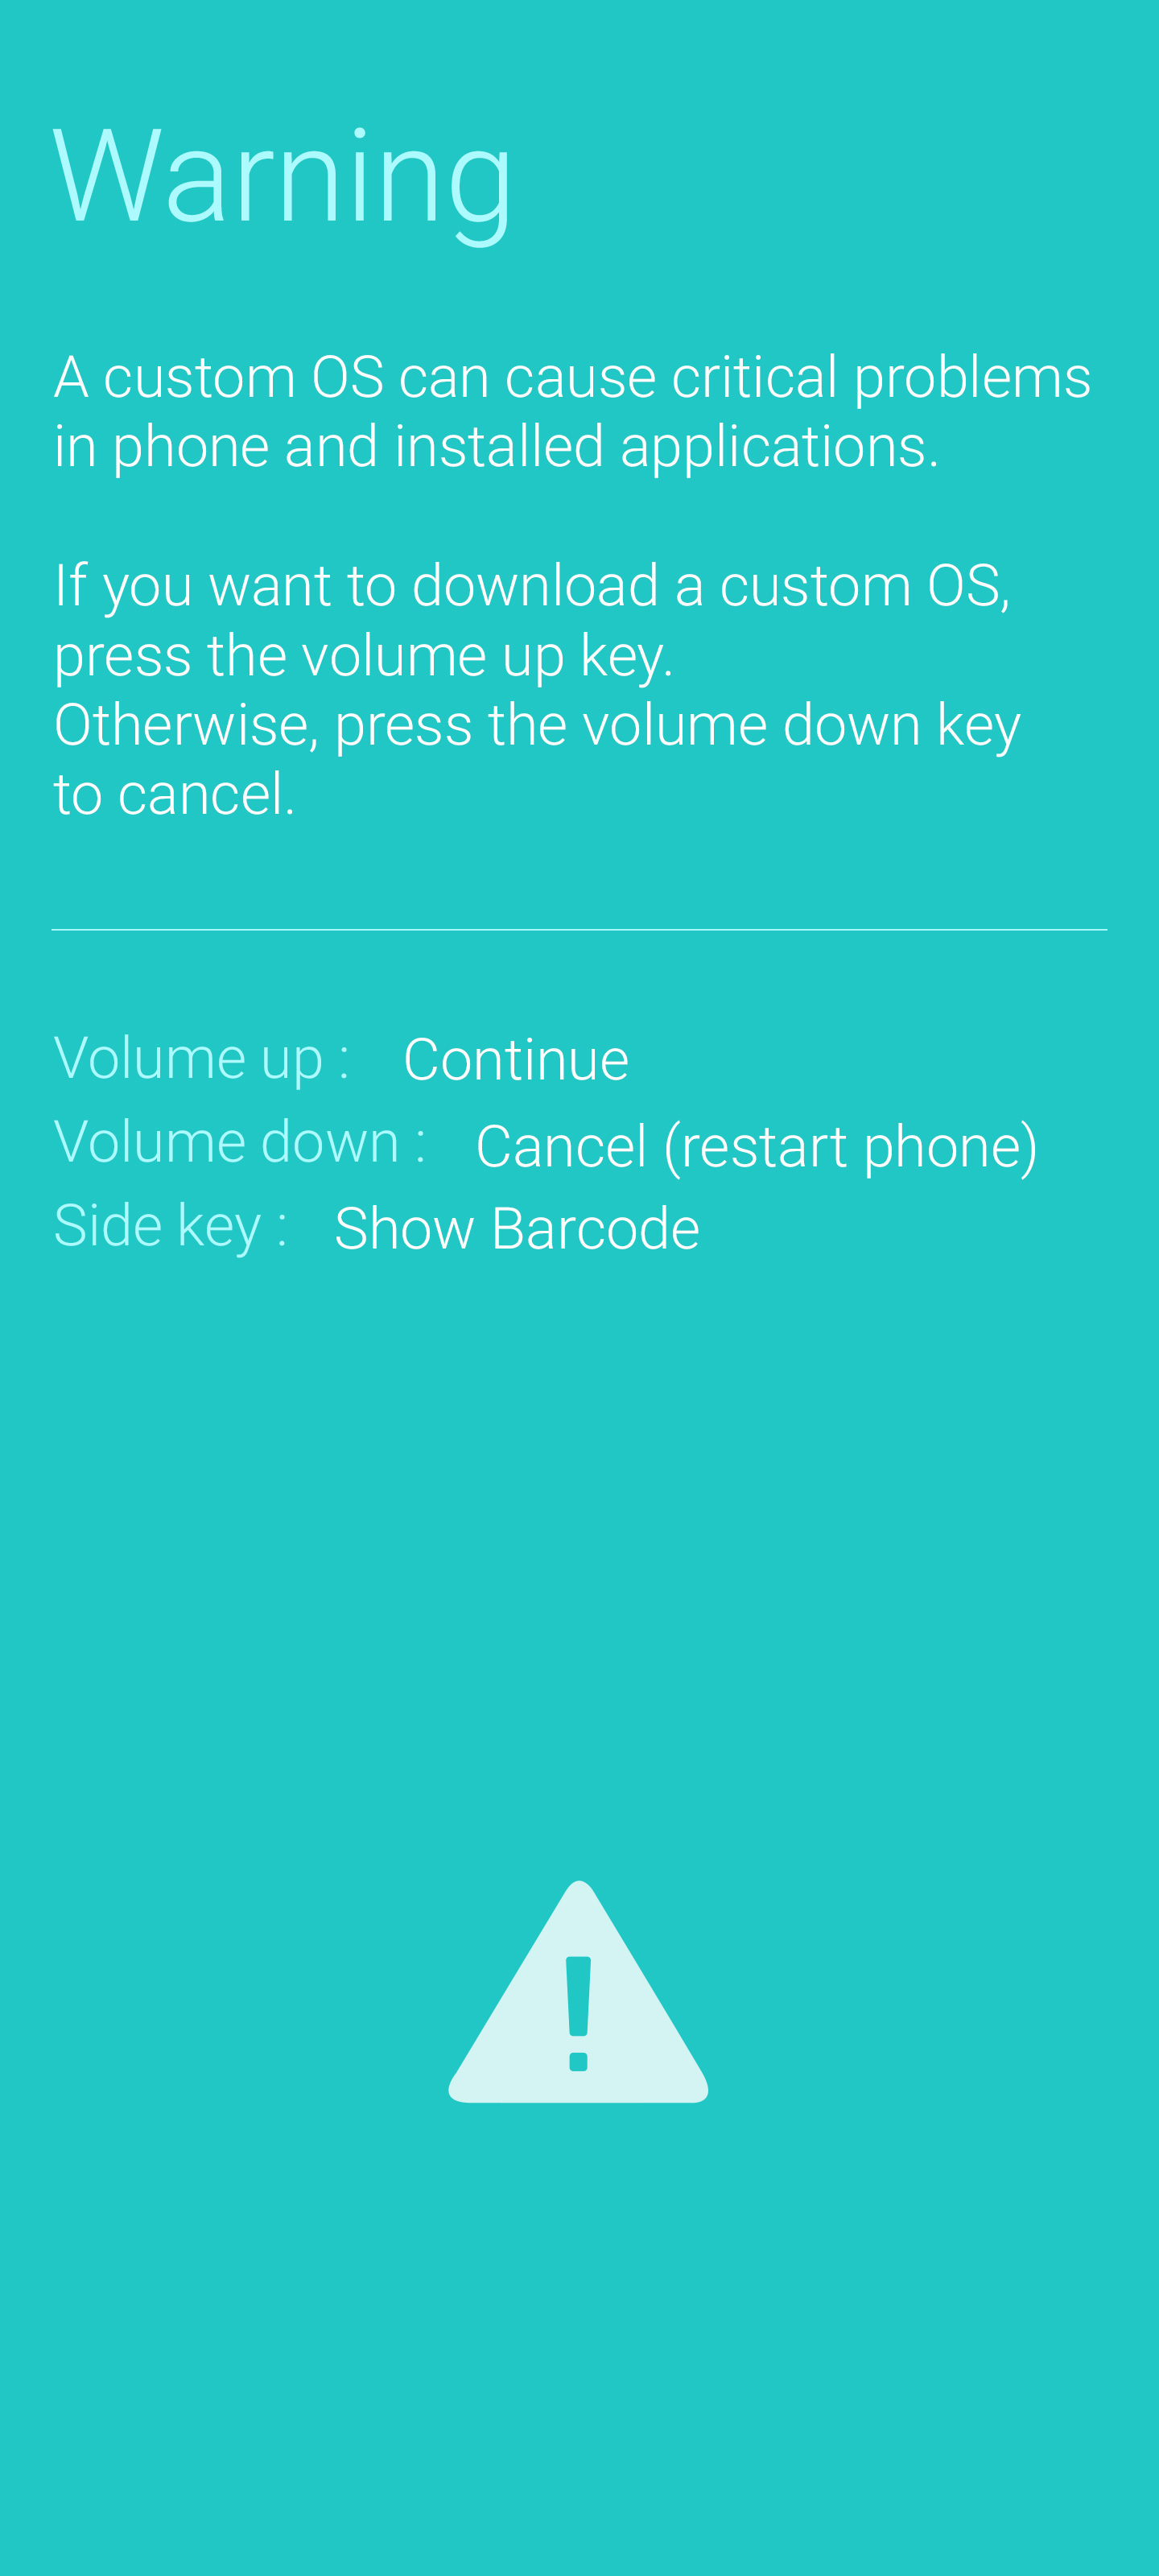 Warning
A custom OS can cause critical problems
in phone and installed applications.
If you want to download a custom OS,
press the volume up key.
Otherwise, press the volume down key
to cancel.
Volume up : Continue
Volume down : Cancel (restart phone)
Side key : Show Barcode